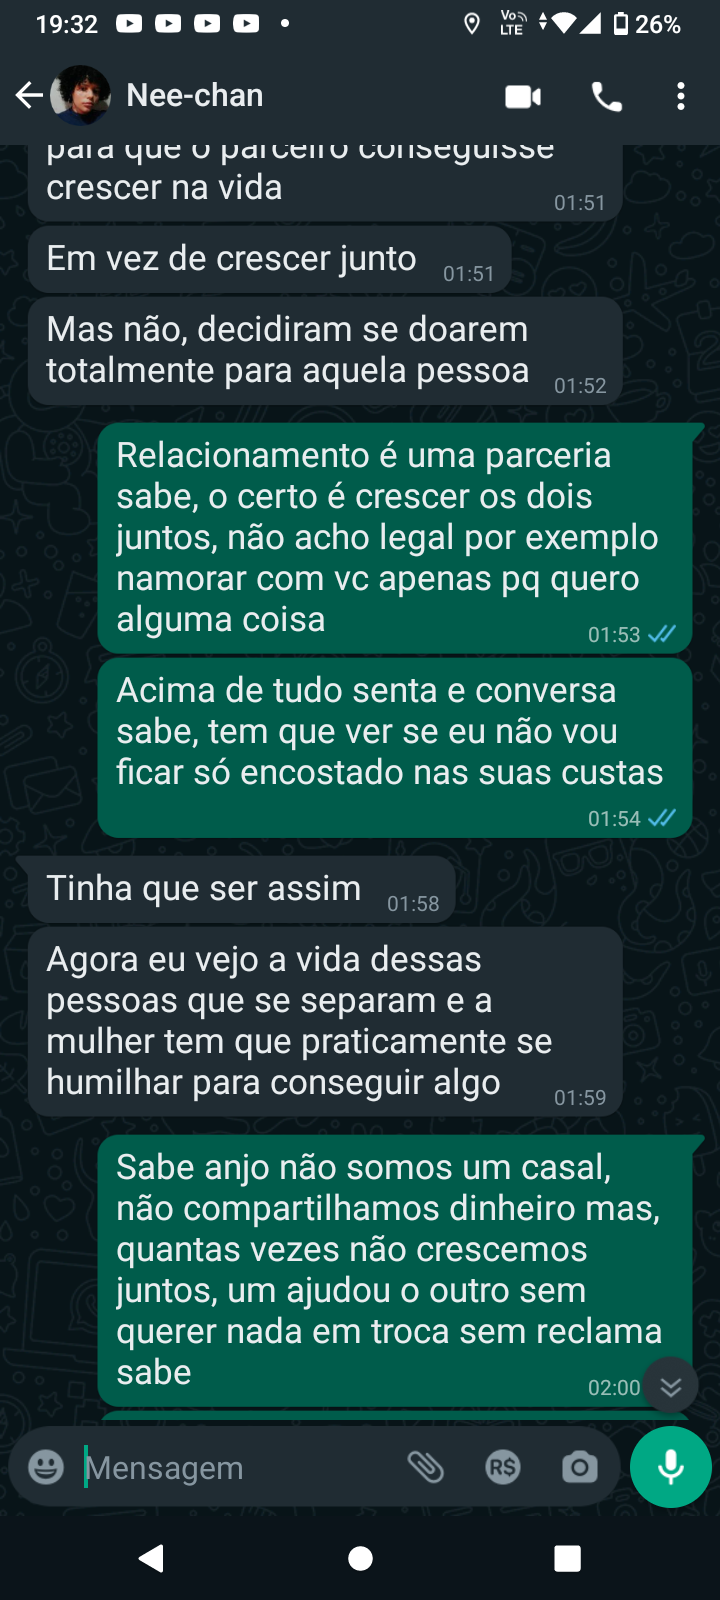 19:32
Vo LTE
26%
Nee-chan
para que o parceiro conseguisse
crescer na vida
01:51
Em vez de crescer junto
01:51
Mas não, decidiram se doarem
totalmente para aquela pessoa
01:52
Relacionamento é uma parceria
sabe, o certo é crescer os dois
juntos, não acho legal por exemplo
namorar com vc apenas pq quero
alguma coisa
01:53
Acima de tudo senta e conversa
sabe, tem que ver se eu não vou
ficar só encostado nas suas custas
01:54
Tinha que ser assim
01:58
Agora eu vejo a vida dessas
pessoas que se separam e a
mulher tem que praticamente se
humilhar para conseguir algo
01:59
Sabe anjo não somos um casal,
não compartilhamos dinheiro mas,
quantas vezes não crescemos
juntos, um ajudou o outro sem
querer nada em troca sem reclama
sabe
02:00
Mensagem
R$